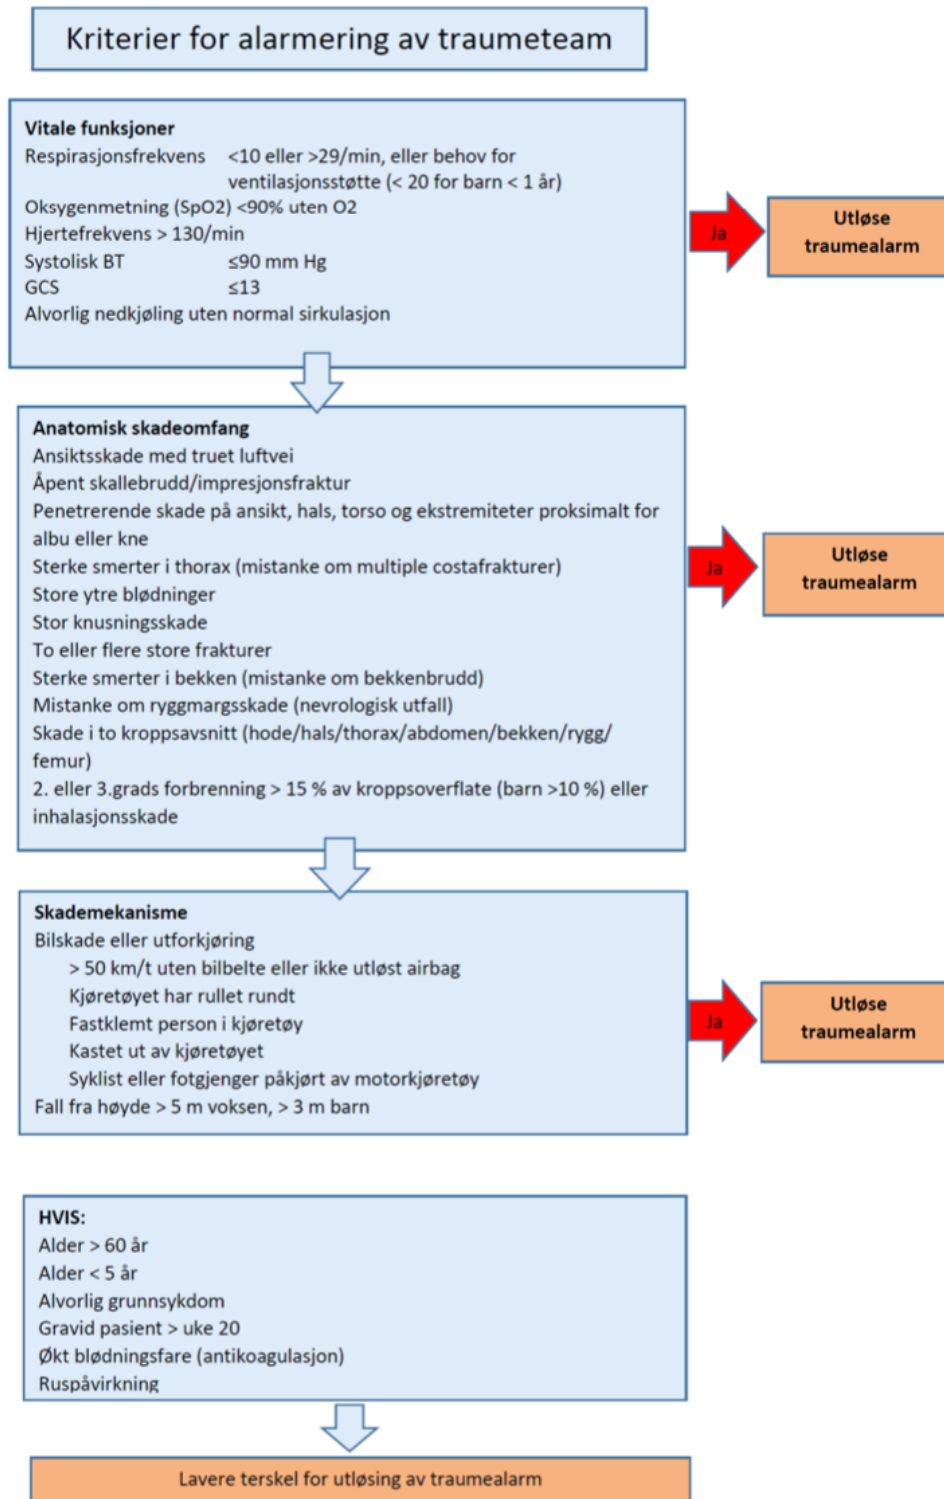 Kriterier for alarmering av traumeteam
Vitale funksjoner
Respirasjonsfrekvens <10 eller >29/min, eller behov for
ventilasjonsstøtte (< 20 for barn < 1 år)
Oksygenmetning (SpO2) <90% uten O2
Hjertefrekvens > 130/min
Systolisk BT ≤90 mm Hg
GCS ≤13
Alvorlig nedkjøling uten normal sirkulasjon
Ja
Utløse
traumealarm
Anatomisk skadeomfang
Ansiktsskade med truet luftvei
Åpent skallebrudd/impresjonsfraktur
Penetrerende skade på ansikt, hals, torso og ekstremiteter proksimalt for
albu eller kne
Sterke smerter i thorax (mistanke om multiple costafrakturer)
Store ytre blødninger
Stor knusningsskade
To eller flere store frakturer
Sterke smerter i bekken (mistanke om bekkenbrudd)
Mistanke om ryggmargsskade (nevrologisk utfall)
Skade i to kroppsavsnitt (hode/hals/thorax/abdomen/bekken/rygg/
femur)
2. eller 3.grads forbrenning > 15 % av kroppsoverflate (barn >10 %) eller
inhalasjonsskade
Ja
Utløse
traumealarm
Skademekanisme
Bilskade eller utforkjøring
> 50 km/t uten bilbelte eller ikke utløst airbag
Kjøretøyet har rullet rundt
Fastklemt person i kjøretøy
Kastet ut av kjøretøyet
Syklist eller fotgjenger påkjørt av motorkjøretøy
Fall fra høyde > 5 m voksen, > 3 m barn
Ja
Utløse
traumealarm
HVIS:
Alder > 60 år
Alder < 5 år
Alvorlig grunnsykdom
Gravid pasient > uke 20
Økt blødningsfare (antikoagulasjon)
Ruspåvirkning
Lavere terskel for utløsing av traumealarm